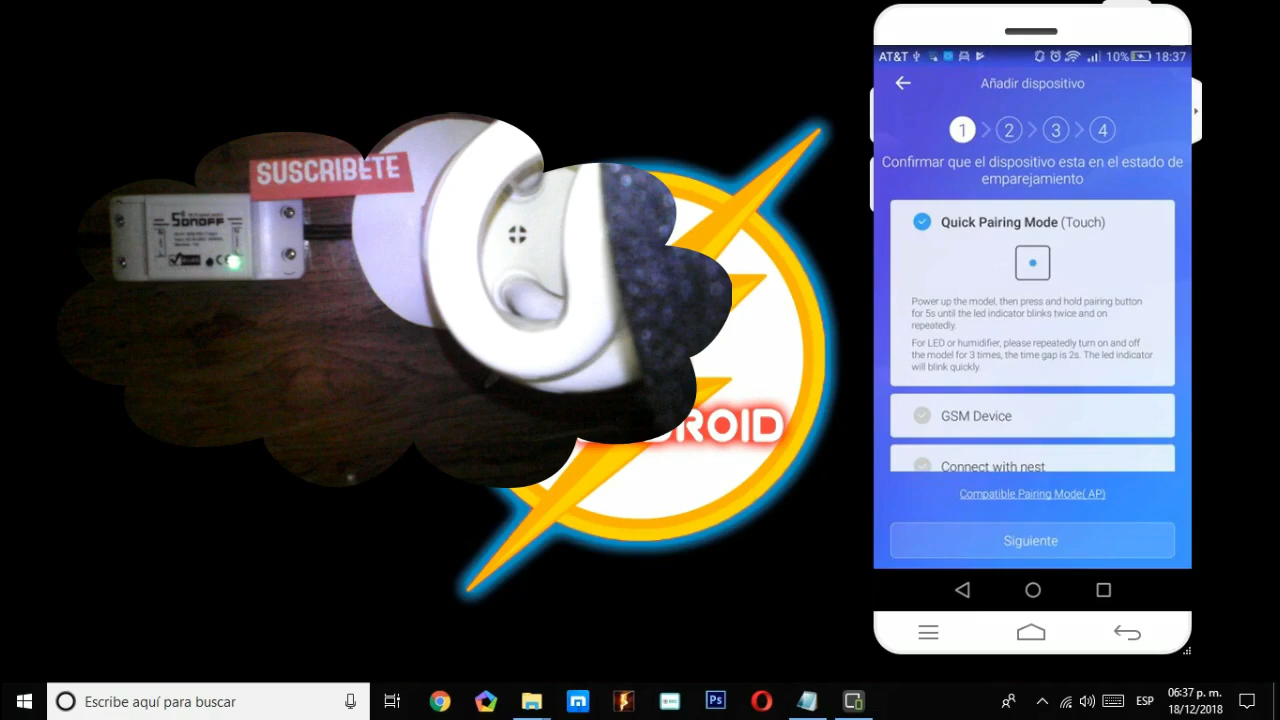 SUSCRIBETE
SONOFF
ROID
AT&T
10%
18:37
Añadir dispositivo
1
2
3
4
Confirmar que el dispositivo esta en el estado de
emparejamiento
Quick Pairing Mode (Touch)
Power up the model, then press and hold pairing button
for 5s until the led indicator blinks twice and on
repeatedly.
For LED or humidifier, please repeatedly turn on and off
the model for 3 times, the time gap is 2s. The led indicator
will blink quickly.
GSM Device
Connect with nest
Compatible Pairing Mode( AP)
Siguiente
Escribe aquí para buscar
Ps
ESP
06:37 p. m.
18/12/2018